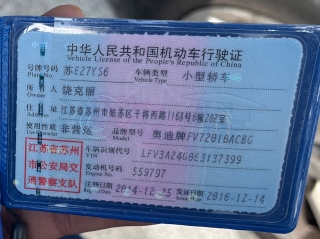 中华人民共和国机动车行驶证
Vehicle License of the People's Republic of China
号牌号码 苏E27YS6 车辆类型 小型轿车
Plate No. Vehicle Type
所有人 饶克丽
Owner
住址 江苏省苏州市姑苏区干将西路1168号6幢202室
Address
使用性质 非营运 品牌型号 奥迪牌FV7201BACBG
Use Character Model
江苏省苏州 车辆识别代号 LFV3A24G9E3137399
VIN
市公安局交 发动机号码 559797
Engine No.
通警察支队 注册日期 2014-12-25 发证日期 2016-12-14